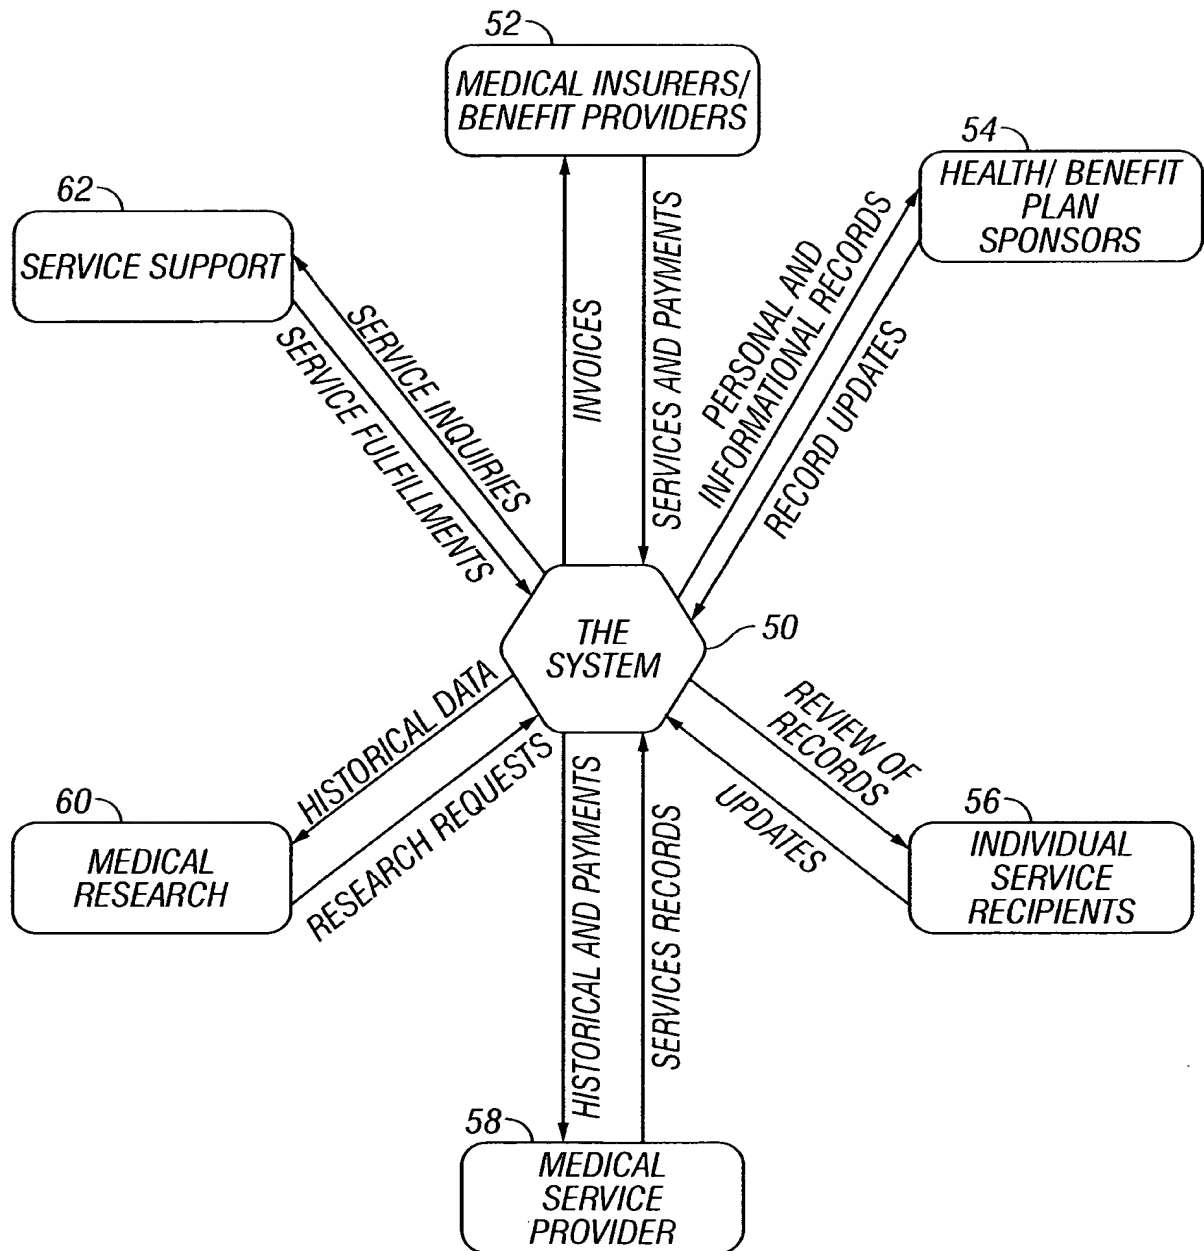 52
MEDICAL INSURERS/
BENEFIT PROVIDERS
54
HEALTH/ BENEFIT
PLAN
SPONSORS
62
SERVICE SUPPORT
SERVICE INQUIRIES
SERVICE FULFILLMENTS
INVOICES
SERVICES AND PAYMENTS
PERSONAL AND
INFORMATIONAL RECORDS
RECORD UPDATES
THE
SYSTEM
50
HISTORICAL DATA
RESEARCH REQUESTS
REVIEW OF
RECORDS
UPDATES
60
MEDICAL
RESEARCH
56
INDIVIDUAL
SERVICE
RECIPIENTS
HISTORICAL AND PAYMENTS
SERVICES RECORDS
58
MEDICAL
SERVICE
PROVIDER